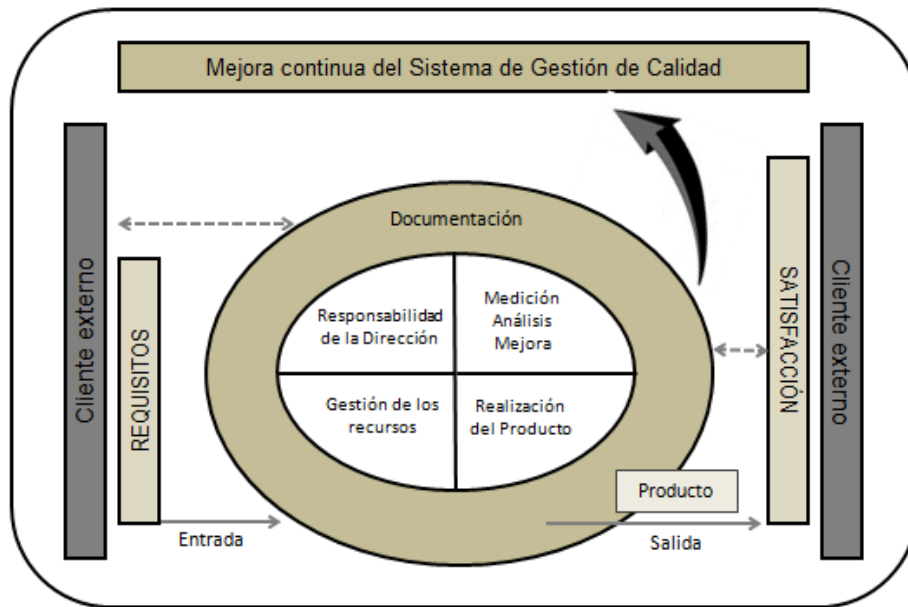 Mejora continua del Sistema de Gestión de Calidad
Cliente externo
REQUISITOS
Documentación
Responsabilidad
de la Dirección
Medición
Análisis
Mejora
Gestión de los
recursos
Realización
del Producto
Entrada
Producto
Salida
SATISFACCIÓN
Cliente externo